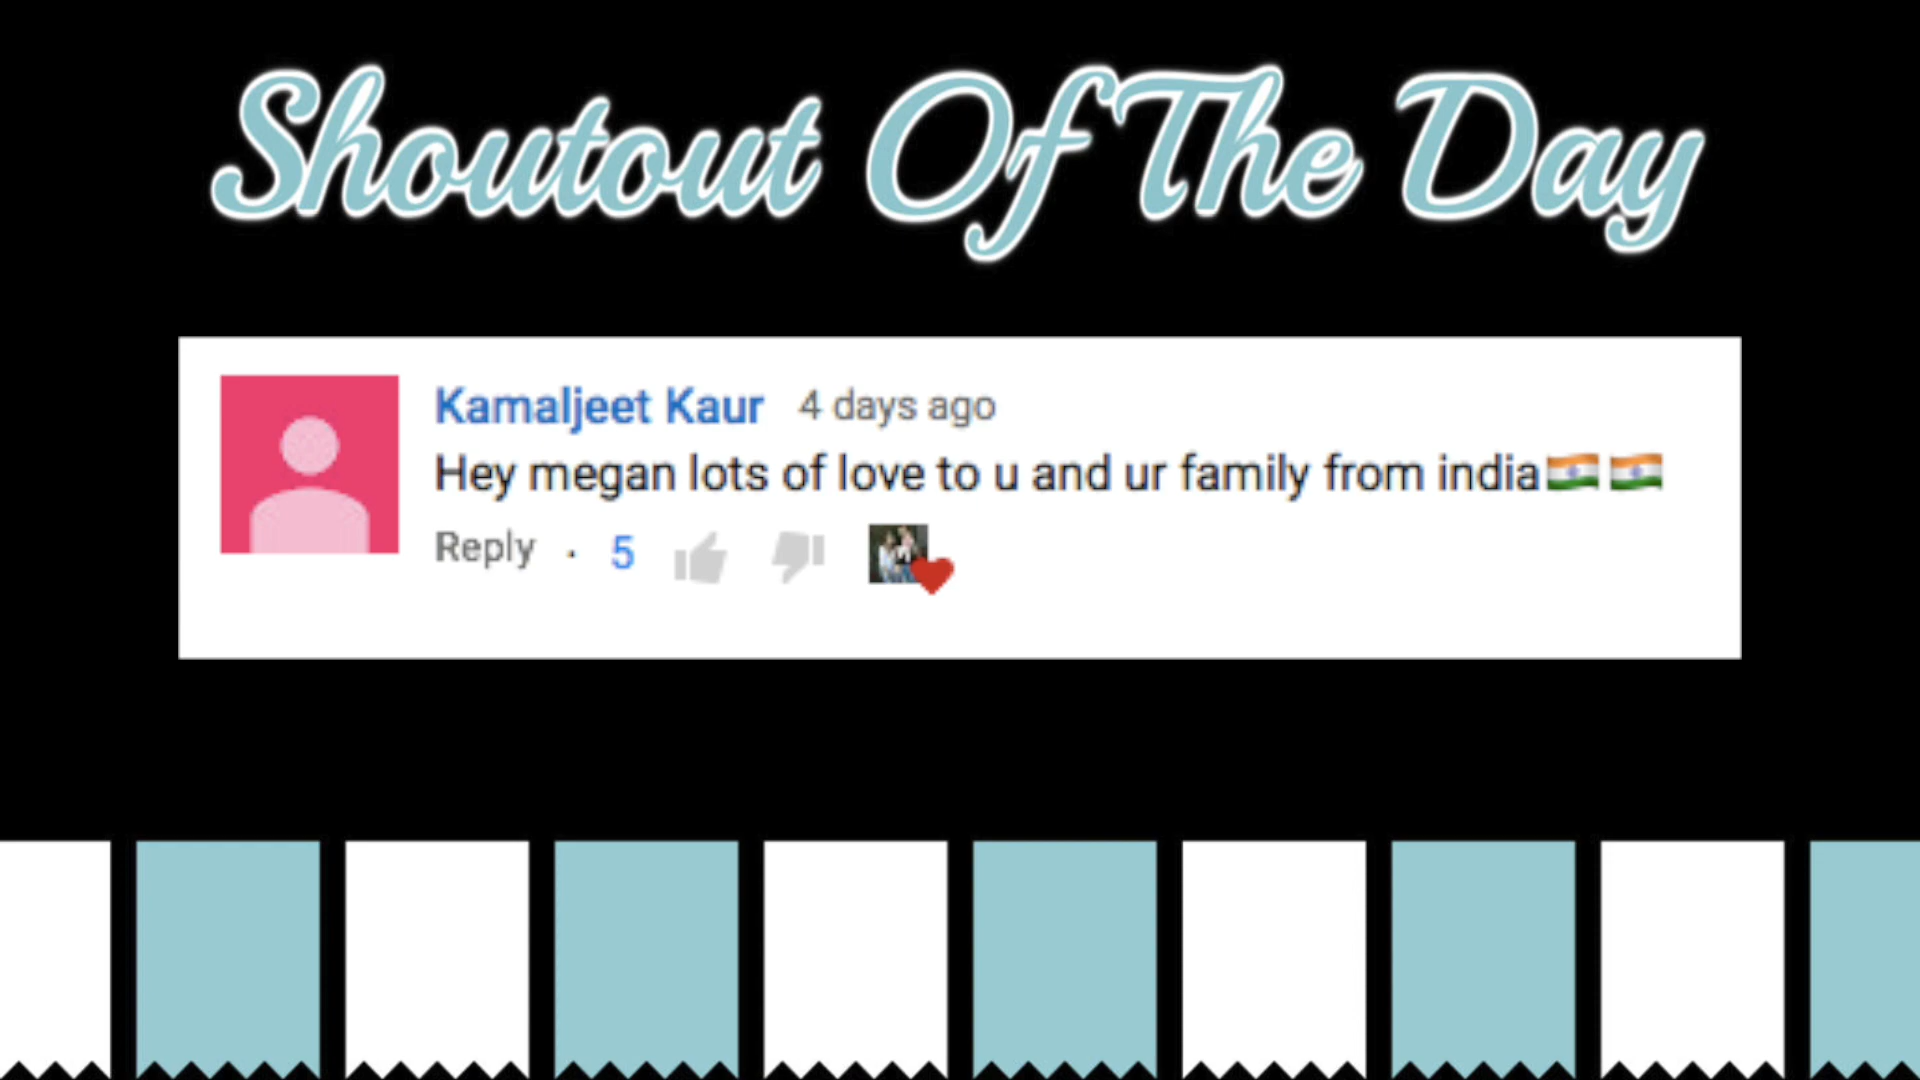 Shoutout Of The Day
Kamaljeet Kaur 4 days ago
Hey megan lots of love to u and ur family from india🇮🇳🇮🇳
Reply · 5